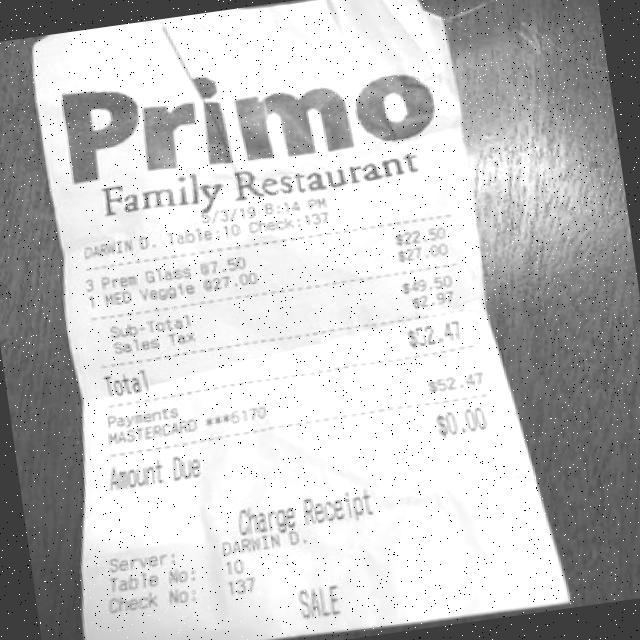 Primo
Family Restaurant
5/3/19 8:14 PM
DARWIN D. Table:10 Check:137
3 Prem Glass @7.50 $22.50
1 MED Veggie @27.00 $27.00
Sub-Total $49.50
Sales Tax $2.97
Total $52.47
Payments
MASTERCARD ***6170 $52.47
Amount Due $0.00
Charge Receipt
Server: DARWIN D.
Table No: 10
Check No: 137
SALE